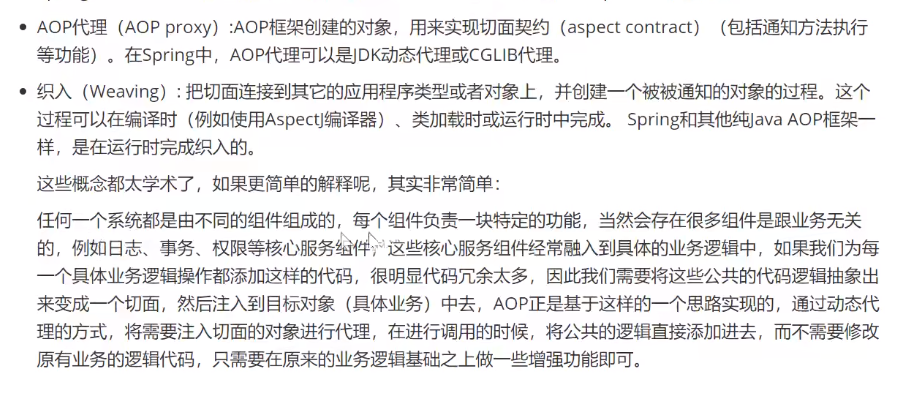 AOP代理（AOP proxy）:AOP框架创建的对象，用来实现切面契约（aspect contract）（包括通知方法执行
等功能）。在Spring中，AOP代理可以是JDK动态代理或CGLIB代理。
织入（Weaving）: 把切面连接到其它的应用程序类型或者对象上，并创建一个被被通知的对象的过程。这个
过程可以在编译时（例如使用AspectJ编译器）、类加载时或运行时中完成。 Spring和其他纯Java AOP框架一
样，是在运行时完成织入的。
这些概念都太学术了，如果更简单的解释呢，其实非常简单：
任何一个系统都是由不同的组件组成的，每个组件负责一块特定的功能，当然会存在很多组件是跟业务无关
的，例如日志、事务、权限等核心服务组件，这些核心服务组件经常融入到具体的业务逻辑中，如果我们为每
一个具体业务逻辑操作都添加这样的代码，很明显代码冗余太多，因此我们需要将这些公共的代码逻辑抽象出
来变成一个切面，然后注入到目标对象（具体业务）中去，AOP正是基于这样的一个思路实现的，通过动态代
理的方式，将需要注入切面的对象进行代理，在进行调用的时候，将公共的逻辑直接添加进去，而不需要修改
原有业务的逻辑代码，只需要在原来的业务逻辑基础之上做一些增强功能即可。